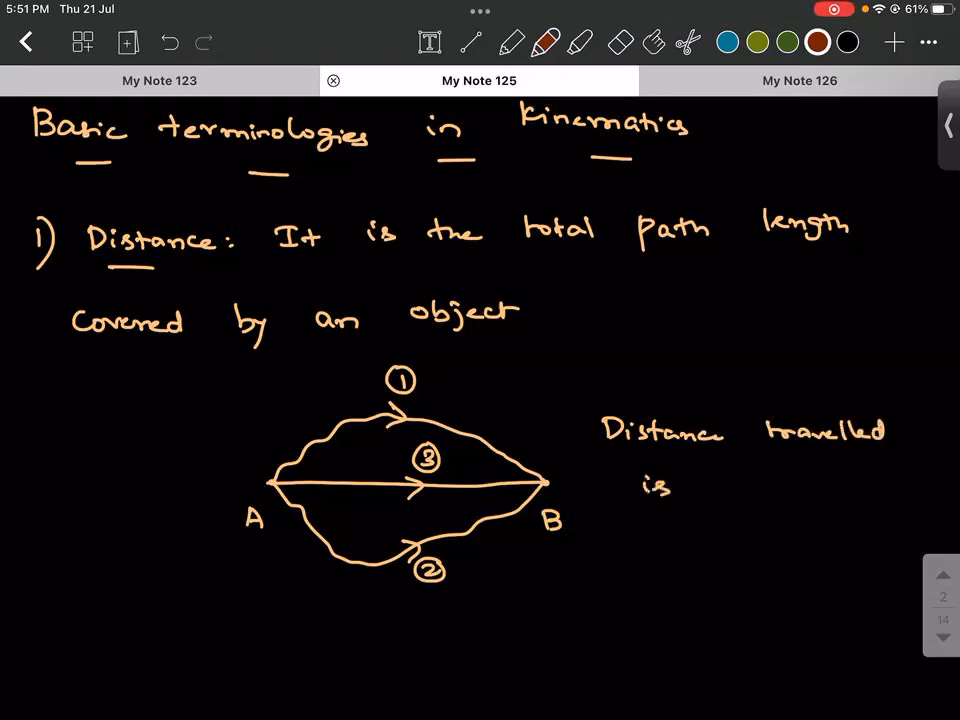 5:51 PM Thu 21 Jul
61%
My Note 123
My Note 125
My Note 126
Basic terminologies in Kinematics
1) Distance: It is the total path length
Covered by an object
1
3
Distance travelled
is
A
B
2
2
14